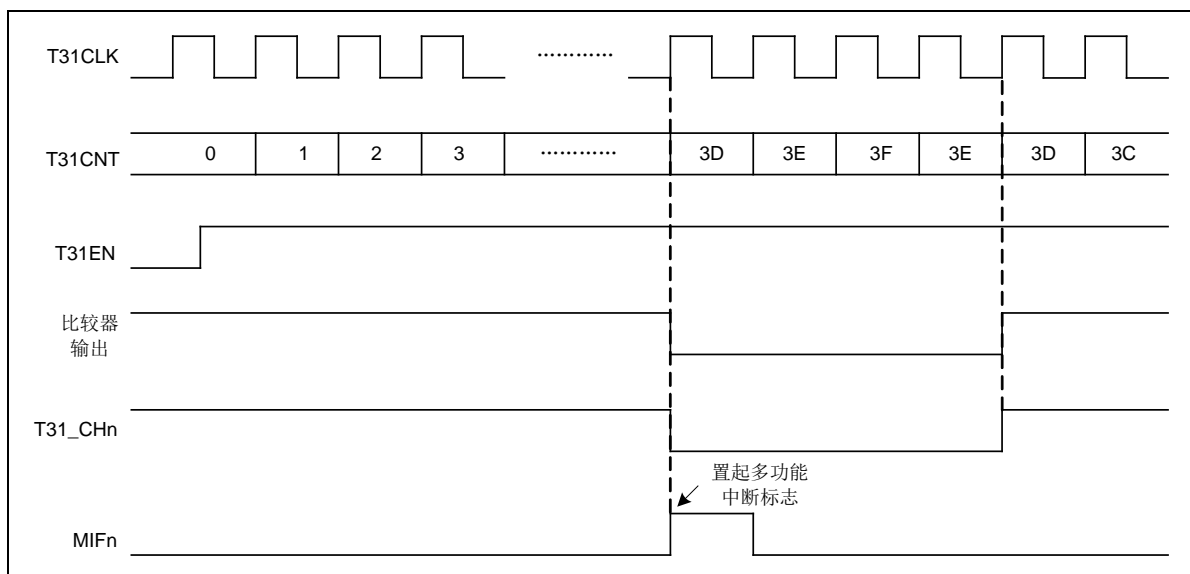 T31CLK
…………
T31CNT 0 1 2 3 ………… 3D 3E 3F 3E 3D 3C
T31EN
比较器
输出
T31_CHn
置起多功能
中断标志
MIFn